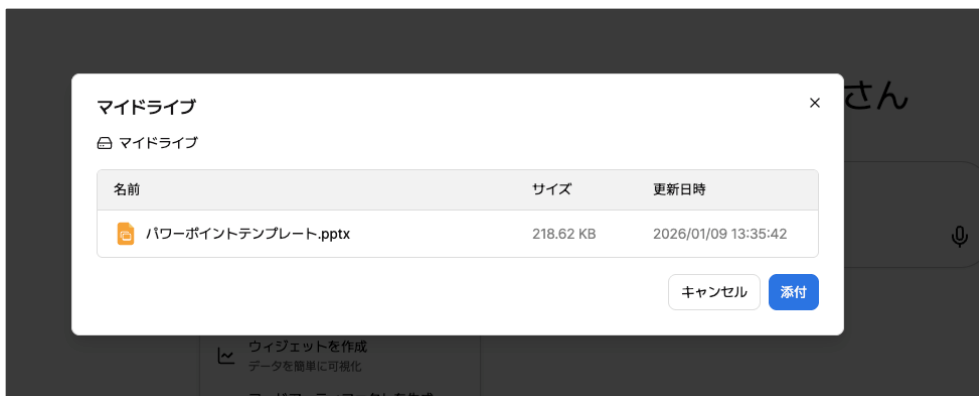 さん
マイドライブ
マイドライブ
名前 サイズ 更新日時
パワーポイントテンプレート.pptx 218.62 KB 2026/01/09 13:35:42
キャンセル 添付
ウィジェットを作成
データを簡単に可視化